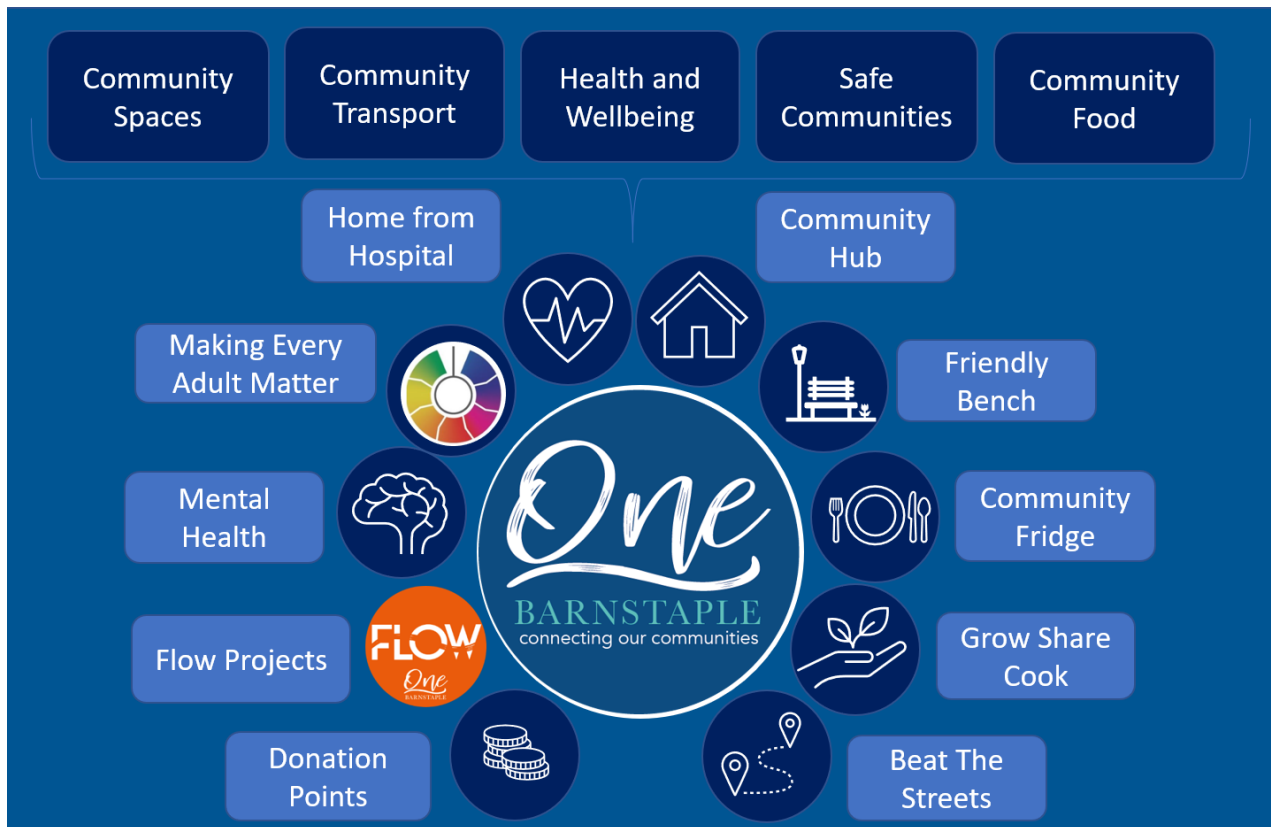 Community
Spaces
Community
Transport
Health and
Wellbeing
Safe
Communities
Community
Food
Home from
Hospital
Community
Hub
Making Every
Adult Matter
Friendly
Bench
Mental
Health
Community
Fridge
One
BARNSTAPLE
connecting our communities
Flow Projects
FLOW
One
BARNSTAPLE
Grow Share
Cook
Donation
Points
Beat The
Streets